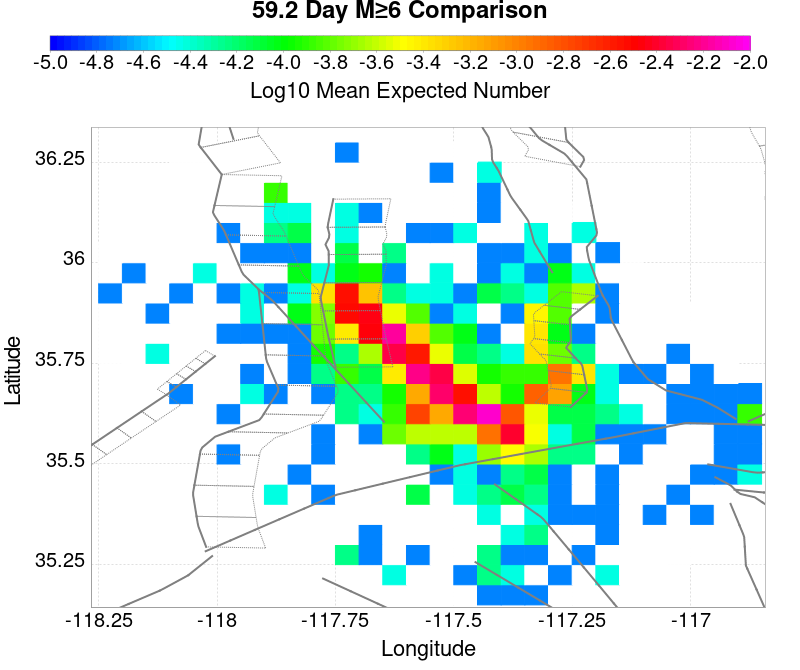 59.2 Day M≥6 Comparison
-5.0 -4.8 -4.6 -4.4 -4.2 -4.0 -3.8 -3.6 -3.4 -3.2 -3.0 -2.8 -2.6 -2.4 -2.2 -2.0
Log10 Mean Expected Number
36.25
36
35.75
35.5
35.25
Latitude
-118.25 -118 -117.75 -117.5 -117.25 -117
Longitude